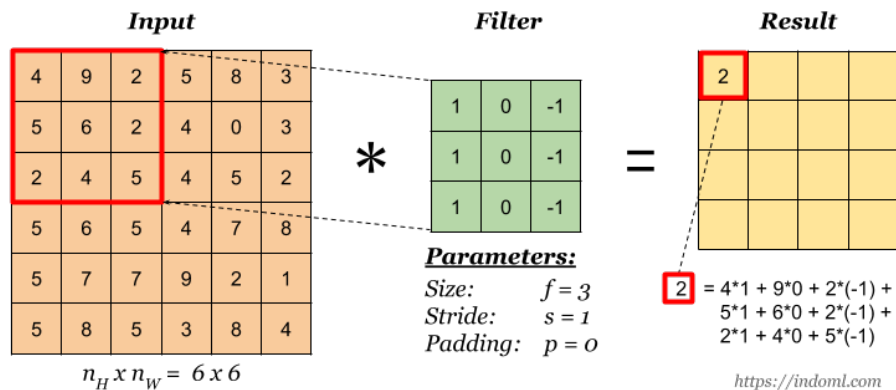 Input
Filter
Result
4 9 2 5 8 3
5 6 2 4 0 3
2 4 5 4 5 2
5 6 5 4 7 8
5 7 7 9 2 1
5 8 5 3 8 4
n_H x n_W = 6 x 6
*
1 0 -1
1 0 -1
1 0 -1
Parameters:
Size: f = 3
Stride: s = 1
Padding: p = 0
=
2
2 = 4*1 + 9*0 + 2*(-1) +
5*1 + 6*0 + 2*(-1) +
2*1 + 4*0 + 5*(-1)
https://indoml.com